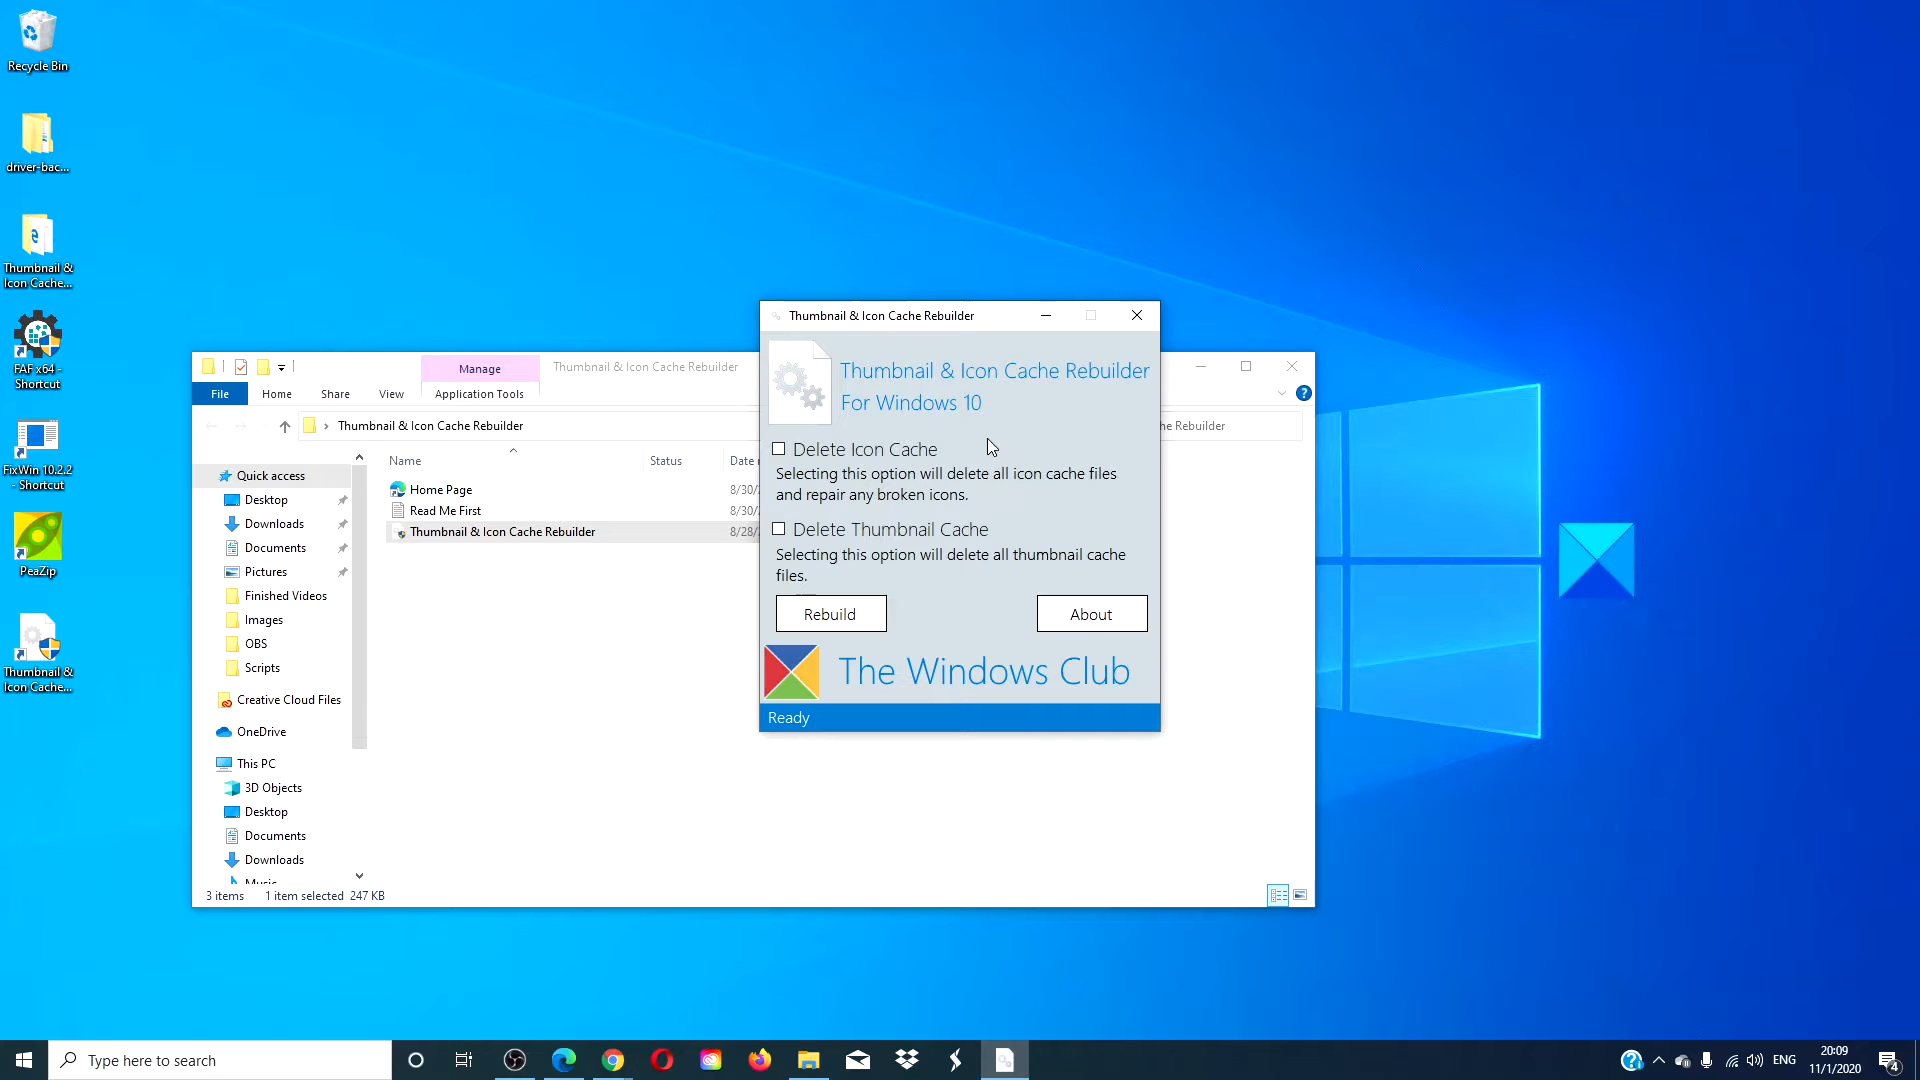 Recycle Bin
driver-bac...
Thumbnail &
Icon Cache...
FAF x64 -
Shortcut
FixWin 10.2.2
- Shortcut
PeaZip
Thumbnail &
Icon Cache...
Manage
Thumbnail & Icon Cache Rebuilder
File
Home
Share
View
Application Tools
Thumbnail & Icon Cache Rebuilder
he Rebuilder
Name
Status
Date
Quick access
Desktop
Downloads
Documents
Pictures
Finished Videos
Images
OBS
Scripts
Creative Cloud Files
OneDrive
This PC
3D Objects
Desktop
Documents
Downloads
Music
Home Page
8/30/
Read Me First
8/30/
Thumbnail & Icon Cache Rebuilder
8/28/
3 items
1 item selected 247 KB
Thumbnail & Icon Cache Rebuilder
Thumbnail & Icon Cache Rebuilder
For Windows 10
Delete Icon Cache
Selecting this option will delete all icon cache files
and repair any broken icons.
Delete Thumbnail Cache
Selecting this option will delete all thumbnail cache
files.
Rebuild
About
The Windows Club
Ready
Type here to search
ENG
20:09
11/1/2020
4